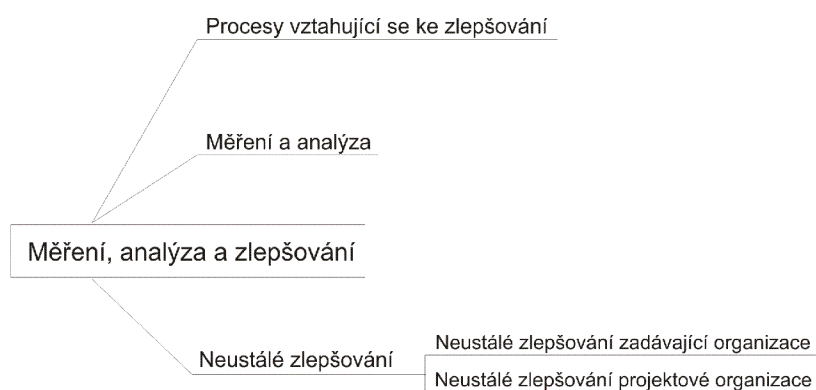 Procesy vztahující se ke zlepšování
Měření a analýza
Měření, analýza a zlepšování
Neustálé zlepšování
Neustálé zlepšování zadávající organizace
Neustálé zlepšování projektové organizace